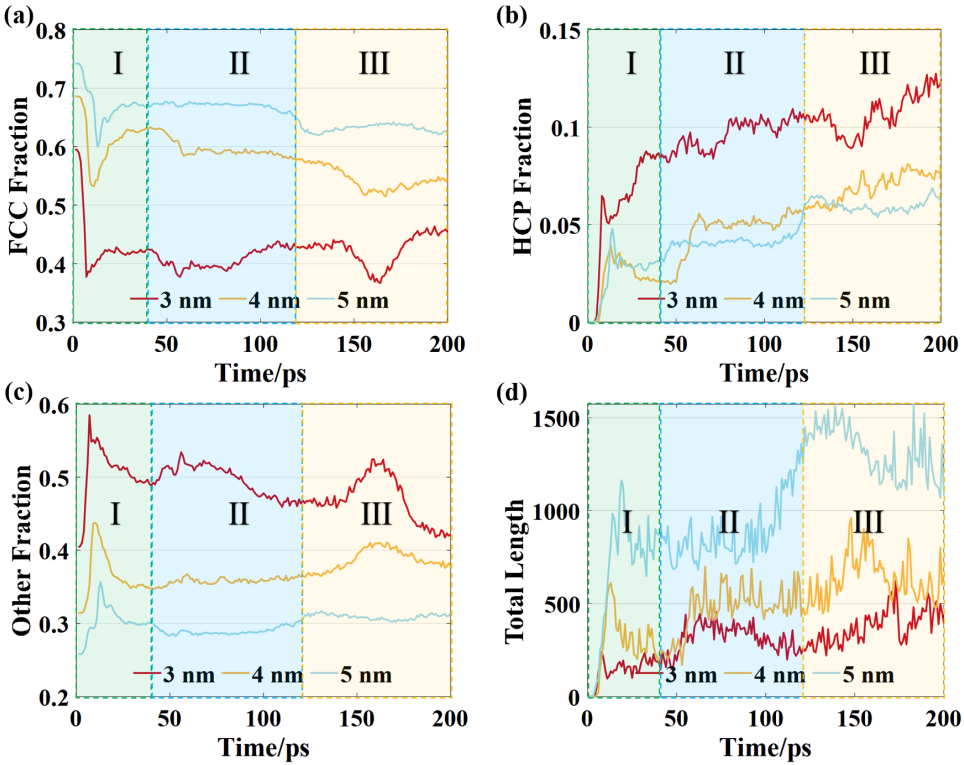 (a)
0.8
0.7
0.6
0.5
0.4
0.3
FCC Fraction
I II III
3 nm 4 nm 5 nm
0 50 100 150 200
Time/ps
(b)
0.15
0.1
0.05
0
HCP Fraction
I II III
3 nm 4 nm 5 nm
0 50 100 150 200
Time/ps
(c)
0.6
0.5
0.4
0.3
0.2
Other Fraction
I II III
3 nm 4 nm 5 nm
0 50 100 150 200
Time/ps
(d)
1500
1000
500
0
Total Length
I II III
3 nm 4 nm 5 nm
0 50 100 150 200
Time/ps